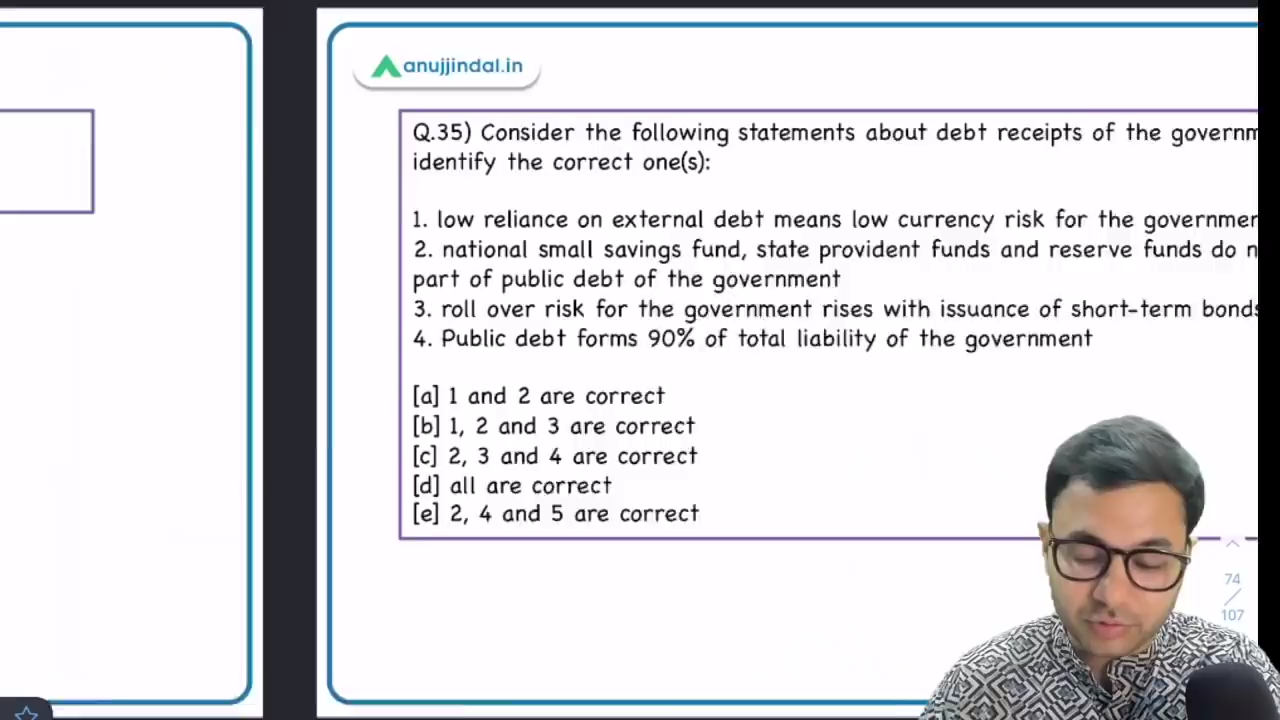 anujjindal.in
Q.35) Consider the following statements about debt receipts of the
identify the correct one(s):
1. low reliance on external debt means low currency risk for the
2. national small savings fund, state provident funds and reserve funds do
part of public debt of the government
3. roll over risk for the government rises with issuance of short-term bonds
4. Public debt forms 90% of total liability of the government
[a] 1 and 2 are correct
[b] 1, 2 and 3 are correct
[c] 2, 3 and 4 are correct
[d] all are correct
[e] 2, 4 and 5 are correct
74
/
107